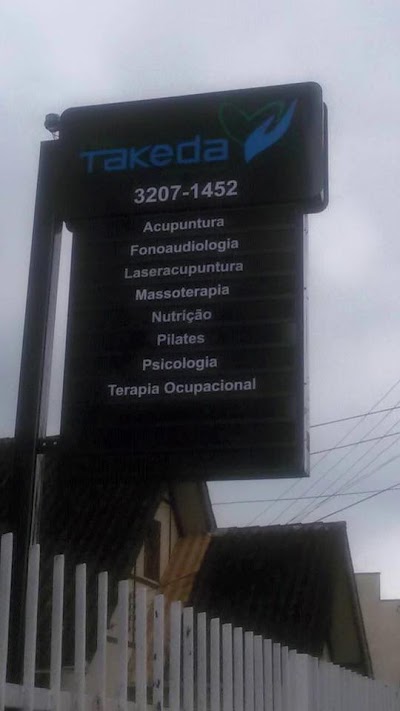 Takeda
3207-1452
Acupuntura
Fonoaudiologia
Laseracupuntura
Massoterapia
Nutrição
Pilates
Psicologia
Terapia Ocupacional